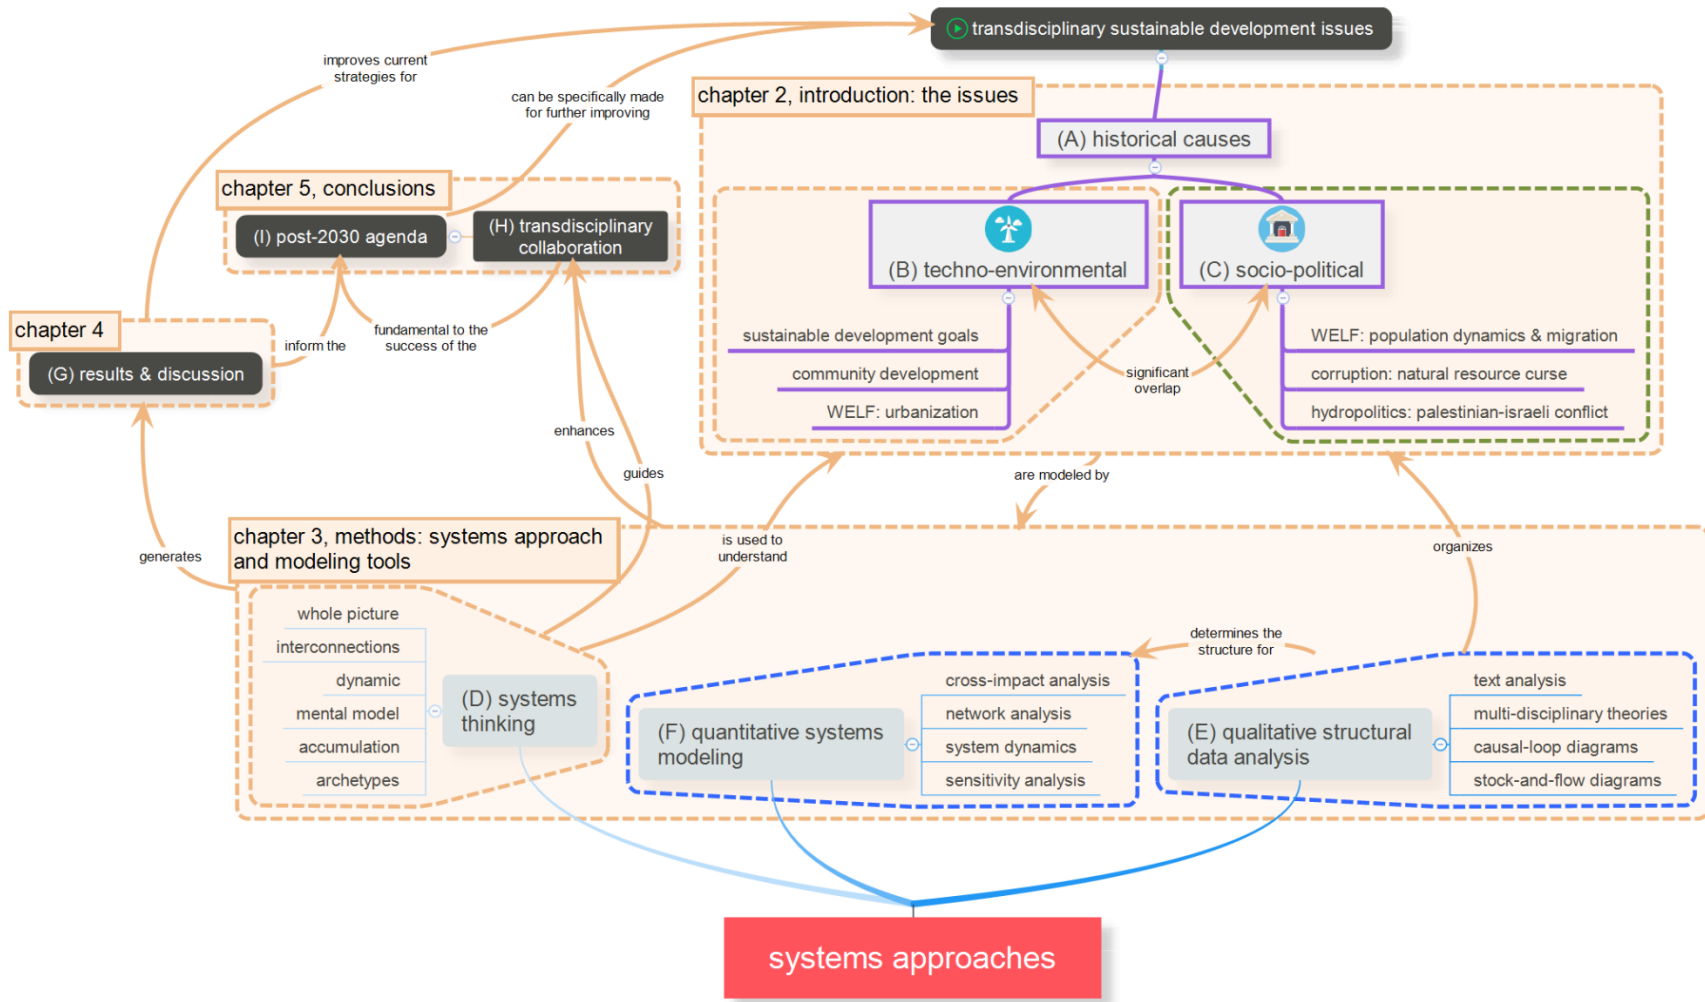 transdisciplinary sustainable development issues
improves current
strategies for
can be specifically made
for further improving
chapter 2, introduction: the issues
(A) historical causes
chapter 5, conclusions
(I) post-2030 agenda
(H) transdisciplinary
collaboration
(B) techno-environmental
(C) socio-political
chapter 4
(G) results & discussion
inform the
fundamental to the
success of the
sustainable development goals
community development
WELF: urbanization
significant
overlap
WELF: population dynamics & migration
corruption: natural resource curse
hydropolitics: palestinian-israeli conflict
enhances
guides
are modeled by
generates
chapter 3, methods: systems approach
and modeling tools
is used to
understand
organizes
whole picture
interconnections
dynamic
mental model
accumulation
archetypes
(D) systems
thinking
determines the
structure for
(F) quantitative systems
modeling
cross-impact analysis
network analysis
system dynamics
sensitivity analysis
(E) qualitative structural
data analysis
text analysis
multi-disciplinary theories
causal-loop diagrams
stock-and-flow diagrams
systems approaches